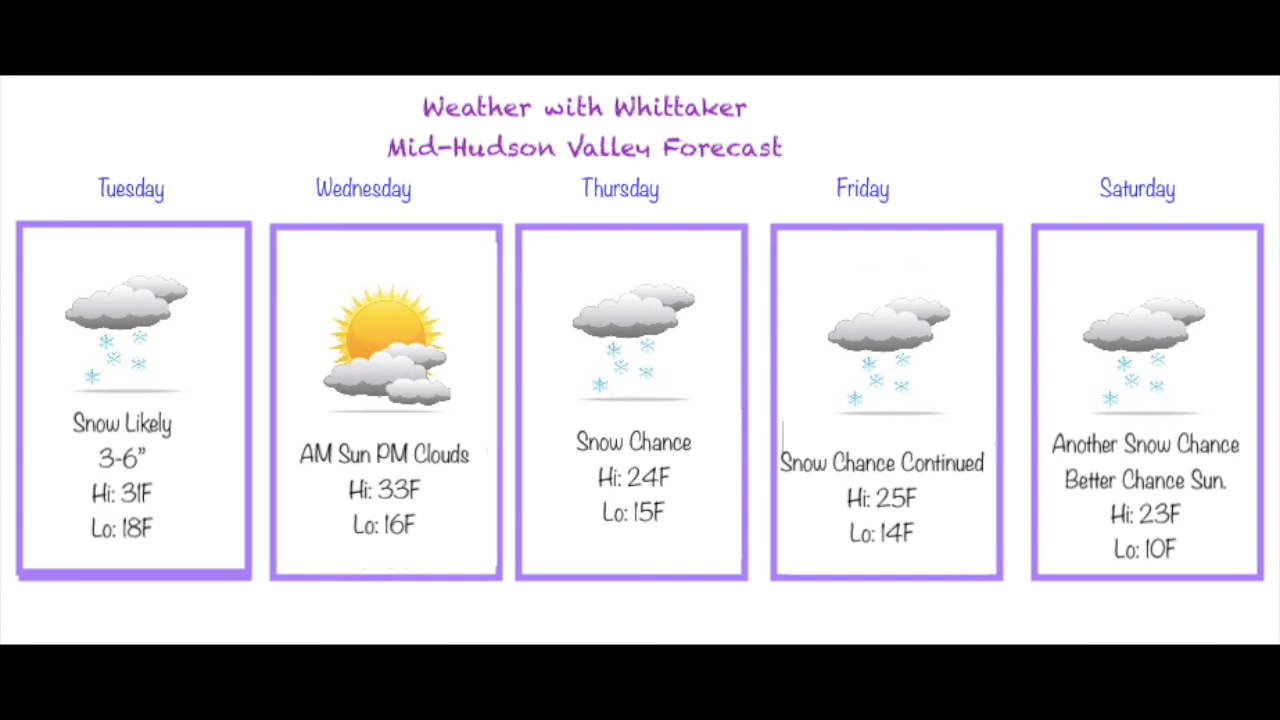 Weather with Whittaker
Mid-Hudson Valley Forecast
Tuesday
Wednesday
Thursday
Friday
Saturday
Snow Likely
3-6”
Hi: 31F
Lo: 18F
AM Sun PM Clouds
Hi: 33F
Lo: 16F
Snow Chance
Hi: 24F
Lo: 15F
Snow Chance Continued
Hi: 25F
Lo: 14F
Another Snow Chance
Better Chance Sun.
Hi: 23F
Lo: 10F